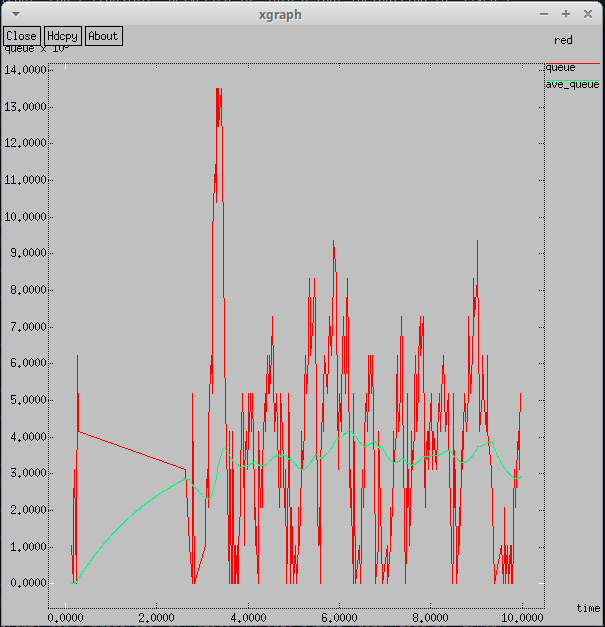 xgraph
Close Hdcpy About
queue x 10
red
queue
ave_queue
14.0000
13.0000
12.0000
11.0000
10.0000
9.0000
8.0000
7.0000
6.0000
5.0000
4.0000
3.0000
2.0000
1.0000
0.0000
time
0.0000 2.0000 4.0000 6.0000 8.0000 10.0000